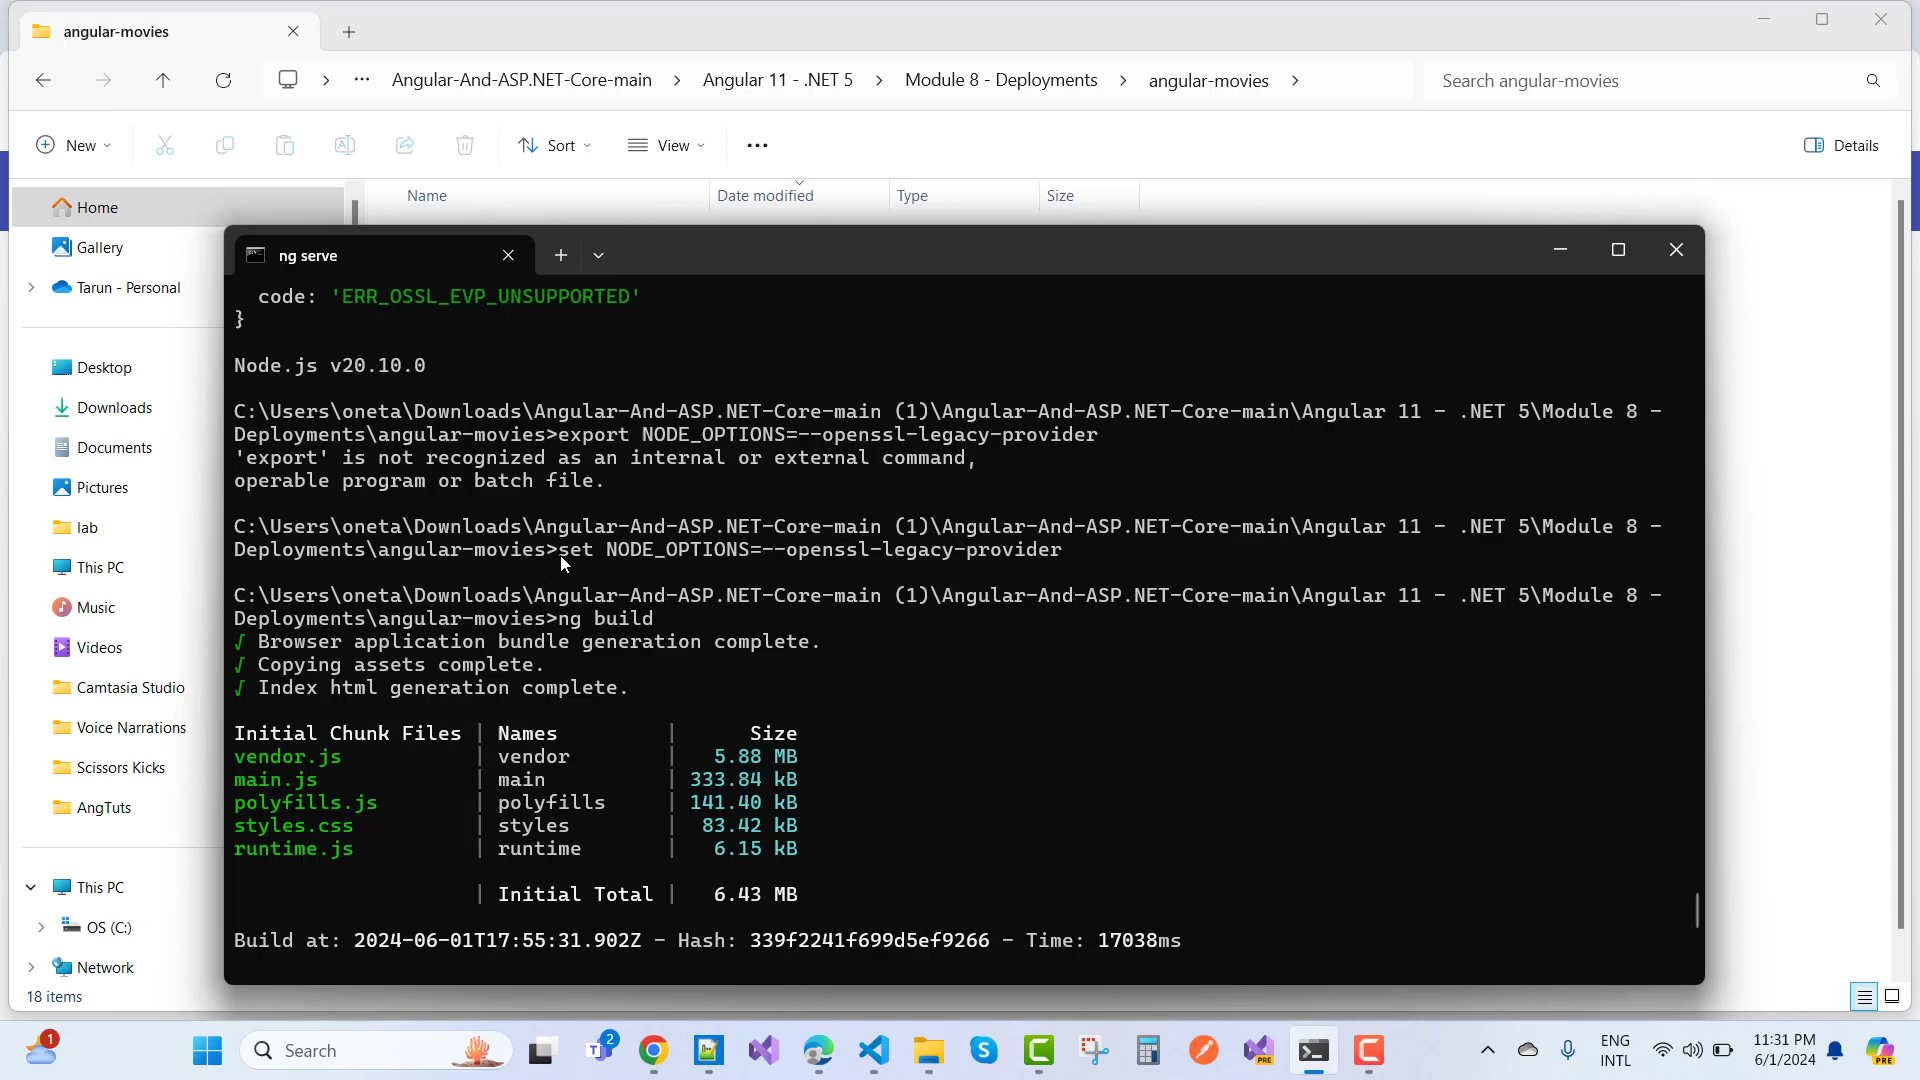 angular-movies
Angular-And-ASP.NET-Core-main > Angular 11 - .NET 5 > Module 8 - Deployments > angular-movies >
Search angular-movies
New
Sort
View
Details
Name
Date modified
Type
Size
Home
Gallery
Tarun - Personal
Desktop
Downloads
Documents
Pictures
lab
This PC
Music
Videos
Camtasia Studio
Voice Narrations
Scissors Kicks
AngTuts
This PC
OS (C:)
Network
18 items
ng serve
code: 'ERR_OSSL_EVP_UNSUPPORTED'
}
Node.js v20.10.0
C:\Users\oneta\Downloads\Angular-And-ASP.NET-Core-main (1)\Angular-And-ASP.NET-Core-main\Angular 11 - .NET 5\Module 8 -
Deployments\angular-movies>export NODE_OPTIONS=--openssl-legacy-provider
'export' is not recognized as an internal or external command,
operable program or batch file.
C:\Users\oneta\Downloads\Angular-And-ASP.NET-Core-main (1)\Angular-And-ASP.NET-Core-main\Angular 11 - .NET 5\Module 8 -
Deployments\angular-movies>set NODE_OPTIONS=--openssl-legacy-provider
C:\Users\oneta\Downloads\Angular-And-ASP.NET-Core-main (1)\Angular-And-ASP.NET-Core-main\Angular 11 - .NET 5\Module 8 -
Deployments\angular-movies>ng build
√ Browser application bundle generation complete.
√ Copying assets complete.
√ Index html generation complete.
Initial Chunk Files | Names | Size
vendor.js | vendor | 5.88 MB
main.js | main | 333.84 kB
polyfills.js | polyfills | 141.40 kB
styles.css | styles | 83.42 kB
runtime.js | runtime | 6.15 kB
| Initial Total | 6.43 MB
Build at: 2024-06-01T17:55:31.902Z - Hash: 339f2241f699d5ef9266 - Time: 17038ms
1
Search
2
PRE
ENG
INTL
11:31 PM
6/1/2024
PRE